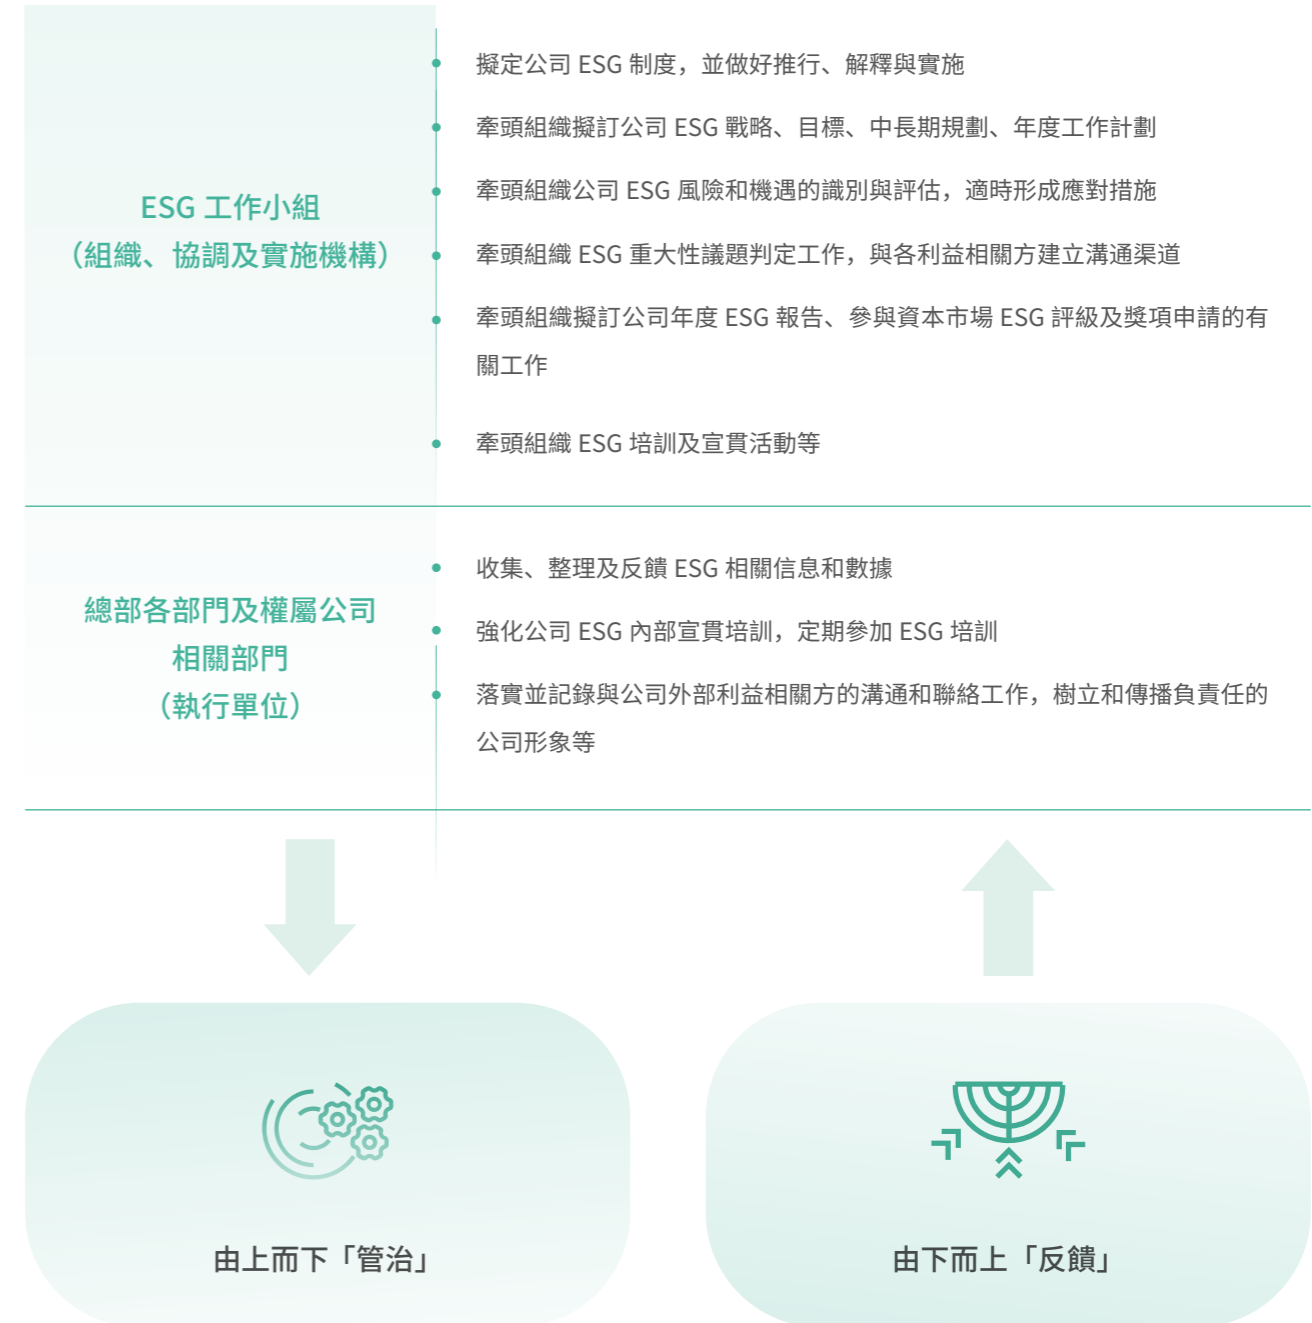 ESG 工作小組
（組織、協調及實施機構）
擬定公司 ESG 制度，並做好推行、解釋與實施
牽頭組織擬訂公司 ESG 戰略、目標、中長期規劃、年度工作計劃
牽頭組織公司 ESG 風險和機遇的識別與評估，適時形成應對措施
牽頭組織 ESG 重大性議題判定工作，與各利益相關方建立溝通渠道
牽頭組織擬訂公司年度 ESG 報告、參與資本市場 ESG 評級及獎項申請的有
關工作
牽頭組織 ESG 培訓及宣貫活動等
總部各部門及權屬公司
相關部門
（執行單位）
收集、整理及反饋 ESG 相關信息和數據
強化公司 ESG 內部宣貫培訓，定期參加 ESG 培訓
落實並記錄與公司外部利益相關方的溝通和聯絡工作，樹立和傳播負責任的
公司形象等
由上而下「管治」
由下而上「反饋」